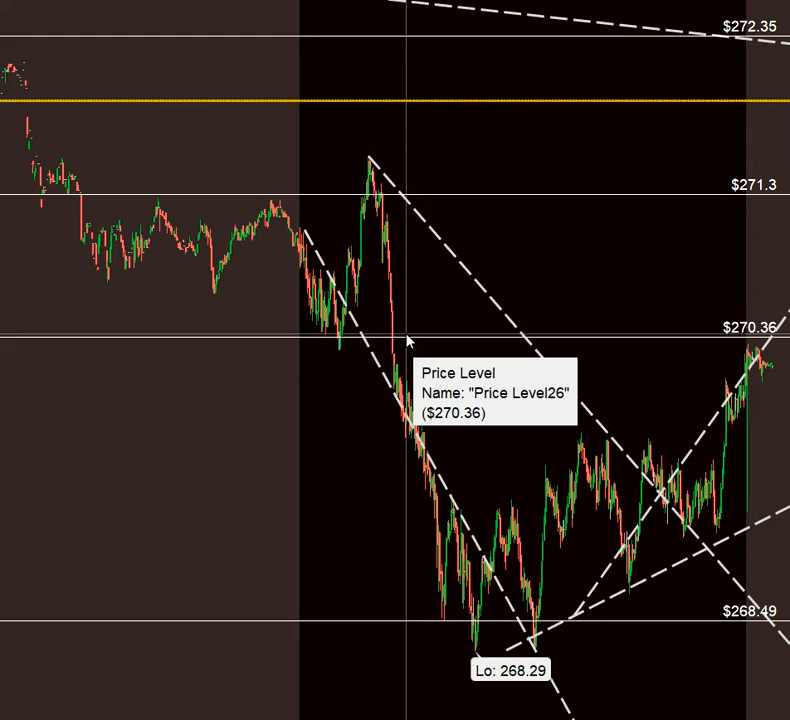 $272.35
$271.3
$270.36
Price Level
Name: "Price Level26"
($270.36)
$268.49
Lo: 268.29